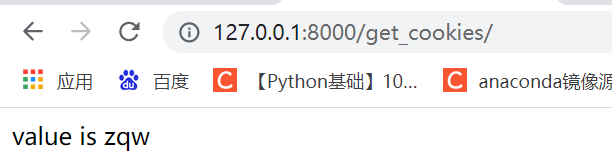 127.0.0.1:8000/get_cookies/
应用 百度 C 【Python基础】10... C anaconda镜像源
value is zqw